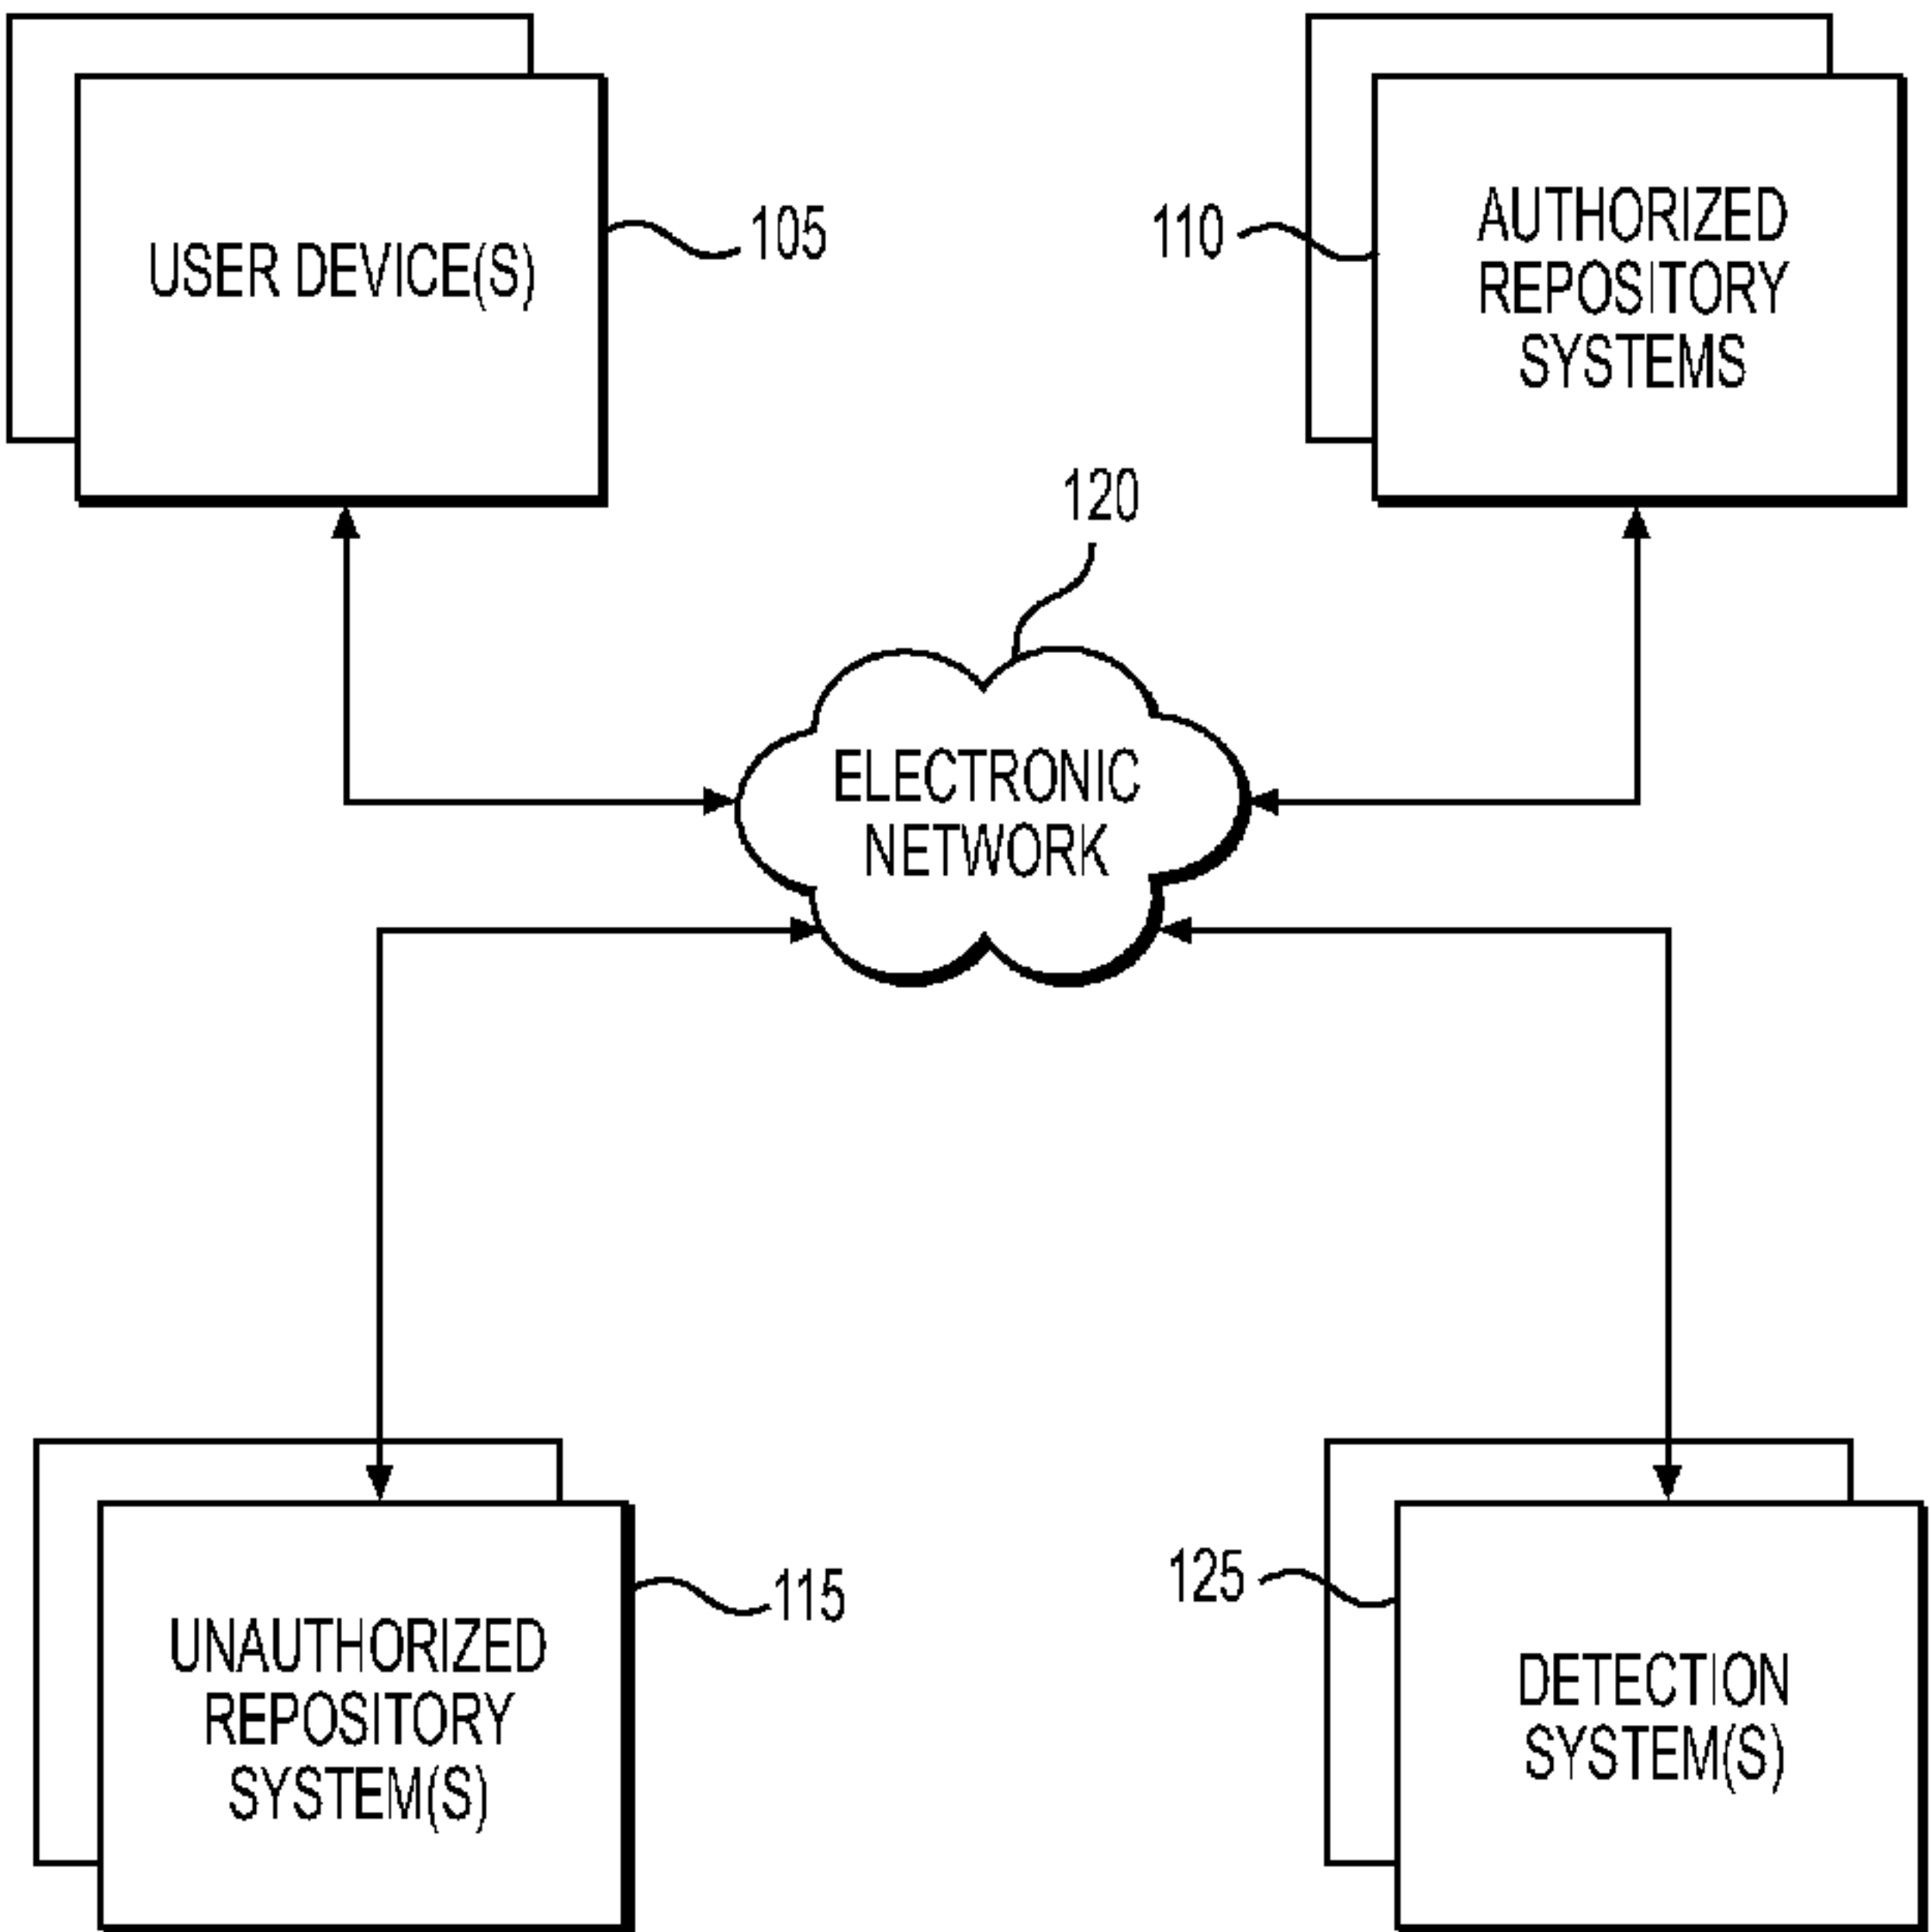 USER DEVICE(S)
105
110
AUTHORIZED
REPOSITORY
SYSTEMS
120
ELECTRONIC
NETWORK
UNAUTHORIZED
REPOSITORY
SYSTEM(S)
115
125
DETECTION
SYSTEM(S)